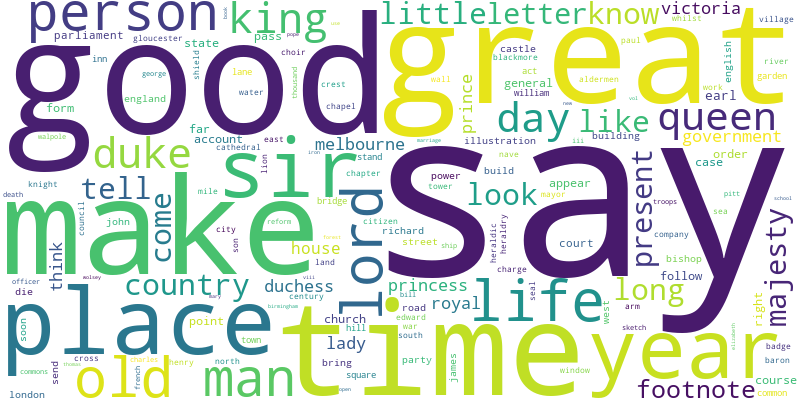 person
book
king
little
letter
know
whilst
victoria
parliament
gloucester
state
pass
choir
paul
village
inn
shield
castle
english
river
good
great
george
lane
thousand
crest
blackmore
act
aldermen
wall
work
garden
england
water
chapel
prince
general
william
earl
form
day
like
queen
new
vol
walpole
far
account
east
melbourne
illustration
building
government
duke
cathedral
iron
marriage
nave
iii
case
order
sir
lion
stand
chapter
power
build
appear
present
pitt
school
death
knight
tell
mile
tower
look
mayor
troops
sea
make
say
come
john
council
bridge
citizen
lord
richard
street
ship
heraldic
heraldry
court
company
bishop
majesty
think
city
son
reform
house
land
charge
follow
officer
wolsey
country
viii
duchess
princess
bill
seal
life
long
die
mary
century
birmingham
road
royal
west
arm
right
place
point
church
edward
war
time
year
sketch
elizabeth
badge
soon
town
hill
south
lady
baron
cross
charles
henry
north
bring
party
james
window
commons
send
thomas
french
old
man
square
course
london
open
footnote
common